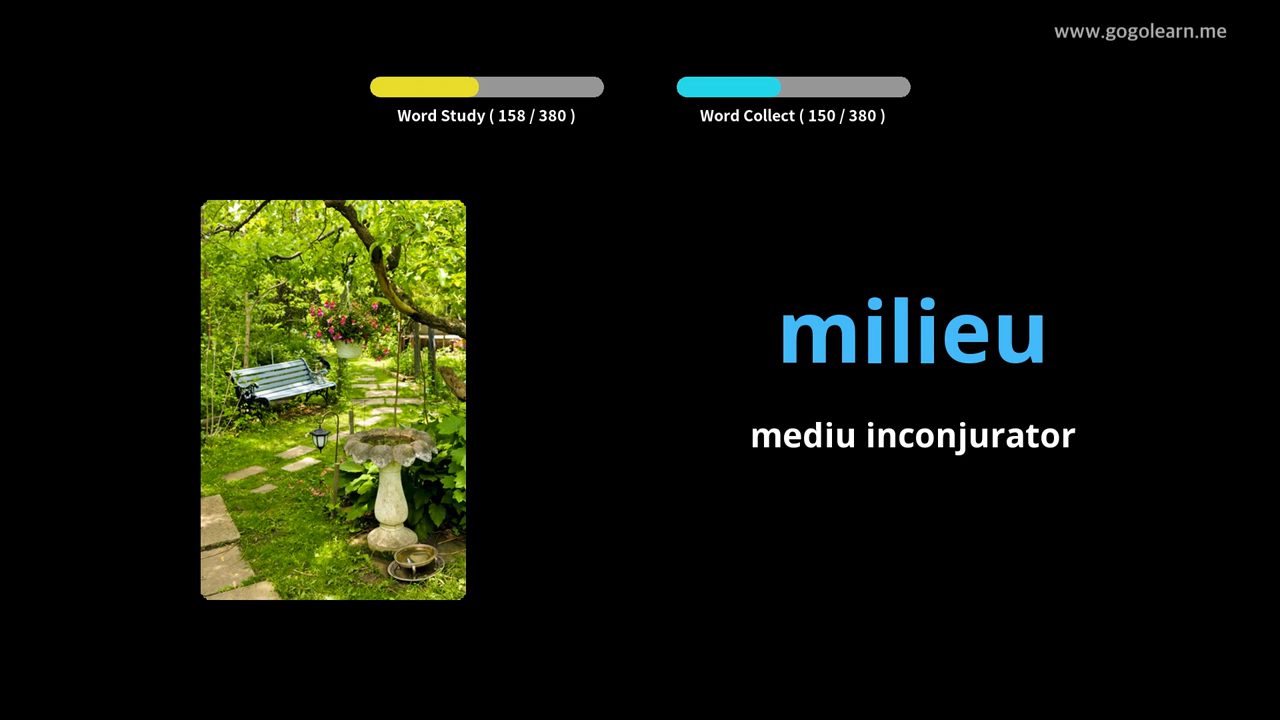 www.gogolearn.me
Word Study ( 158 / 380 )
Word Collect ( 150 / 380 )
milieu
mediu inconjurator